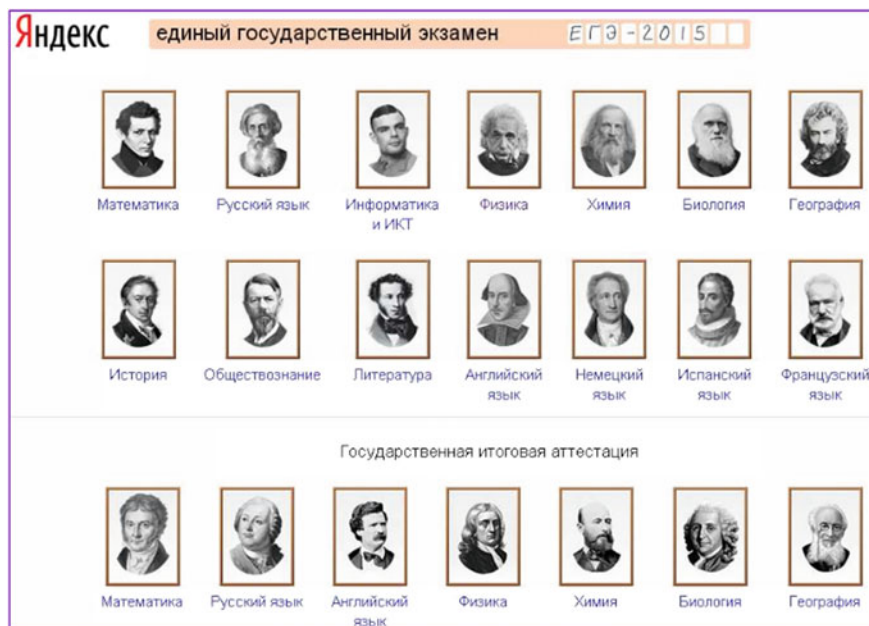 Яндекс единый государственный экзамен ЕГЭ-2015
Математика Русский язык Информатика и ИКТ Физика Химия Биология География
История Обществознание Литература Английский язык Немецкий язык Испанский язык Французский язык
Государственная итоговая аттестация
Математика Русский язык Английский язык Физика Химия Биология География